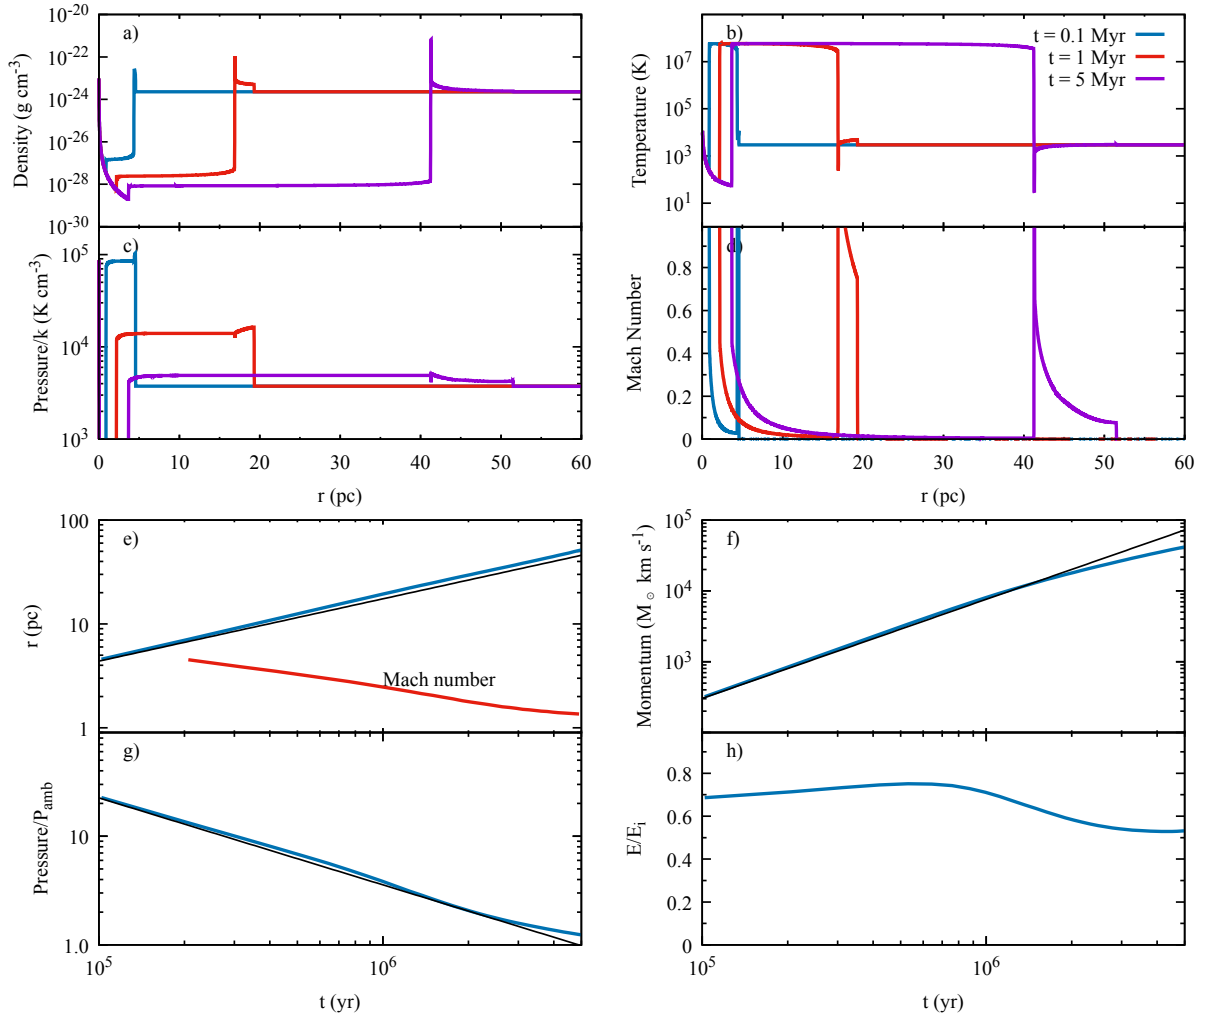 a)
Density (g cm⁻³)
10⁻²⁰
10⁻²²
10⁻²⁴
10⁻²⁶
10⁻²⁸
10⁻³⁰
b)
t = 0.1 Myr
t = 1 Myr
t = 5 Myr
Temperature (K)
10⁷
10⁵
10³
10¹
c)
Pressure/k (K cm⁻³)
10⁵
10⁴
10³
0 10 20 30 40 50 60
r (pc)
d)
Mach Number
0.8
0.6
0.4
0.2
0
0 10 20 30 40 50 60
r (pc)
e)
r (pc)
100
10
1
Mach number
f)
Momentum (M☉ km s⁻¹)
10⁵
10⁴
10³
g)
Pressure/Pamb
10
1.0
10⁵ 10⁶
t (yr)
h)
E/Ei
0.8
0.6
0.4
0.2
0
10⁵ 10⁶
t (yr)